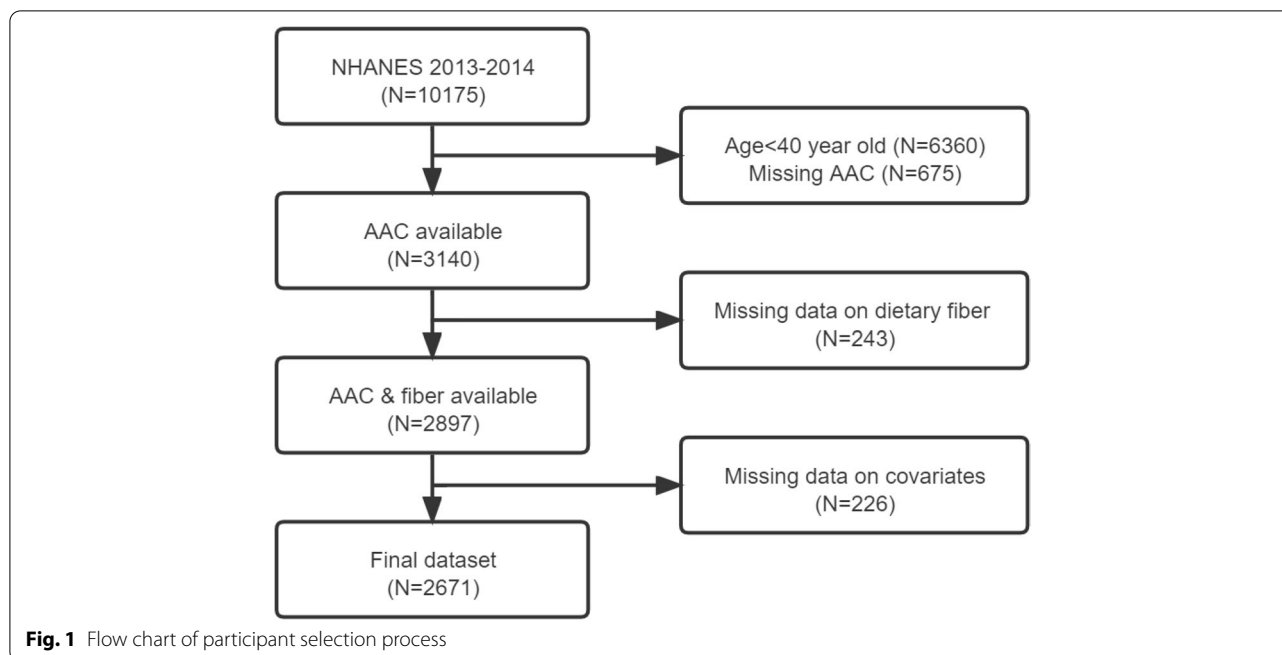 NHANES 2013-2014
(N=10175)
Age<40 year old (N=6360)
Missing AAC (N=675)
AAC available
(N=3140)
Missing data on dietary fiber
(N=243)
AAC & fiber available
(N=2897)
Missing data on covariates
(N=226)
Final dataset
(N=2671)
Fig. 1 Flow chart of participant selection process